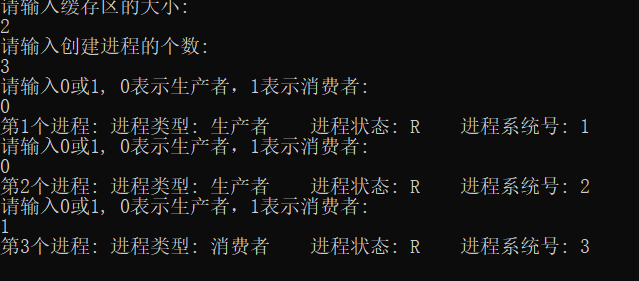 请输入缓存区的大小:
2
请输入创建进程的个数:
3
请输入0或1, 0表示生产者，1表示消费者:
0
第1个进程: 进程类型: 生产者    进程状态: R    进程系统号: 1
请输入0或1, 0表示生产者，1表示消费者:
0
第2个进程: 进程类型: 生产者    进程状态: R    进程系统号: 2
请输入0或1, 0表示生产者，1表示消费者:
1
第3个进程: 进程类型: 消费者    进程状态: R    进程系统号: 3